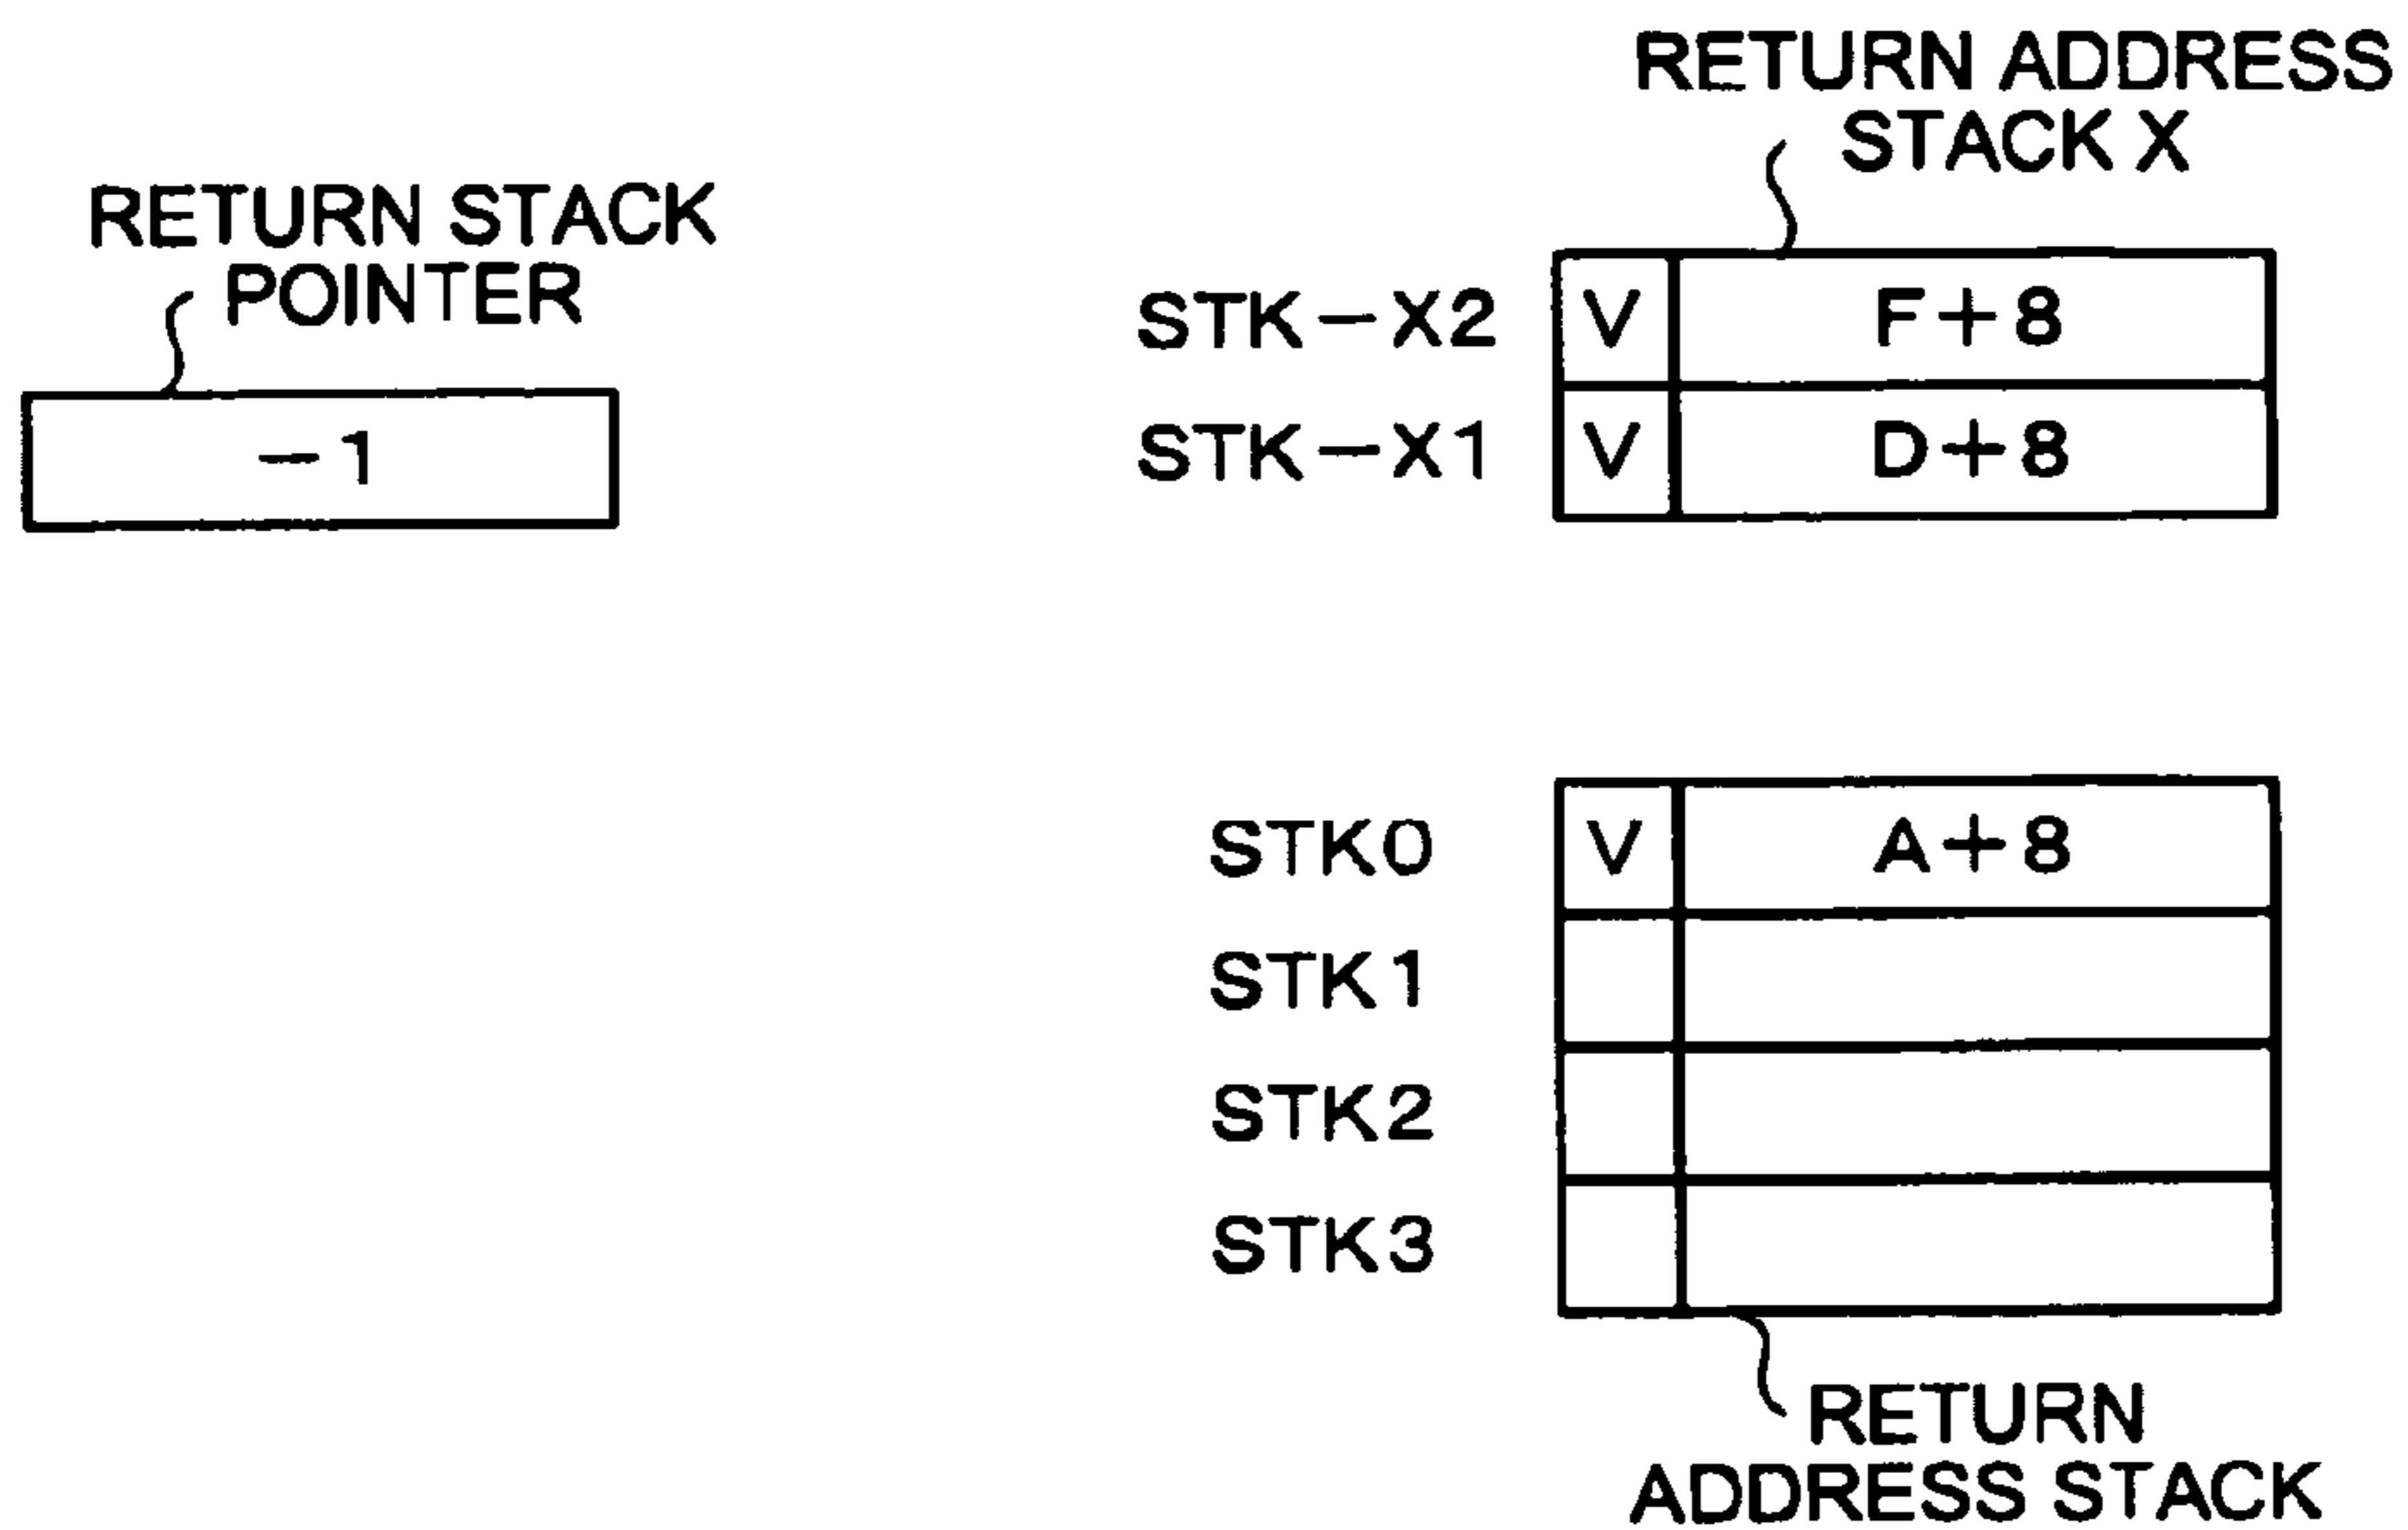 RETURN ADDRESS
STACK X
RETURN STACK
POINTER
STK-X2 V F+8
-1
STK-X1 V D+8
STK0 V A+8
STK1
STK2
STK3
RETURN
ADDRESS STACK